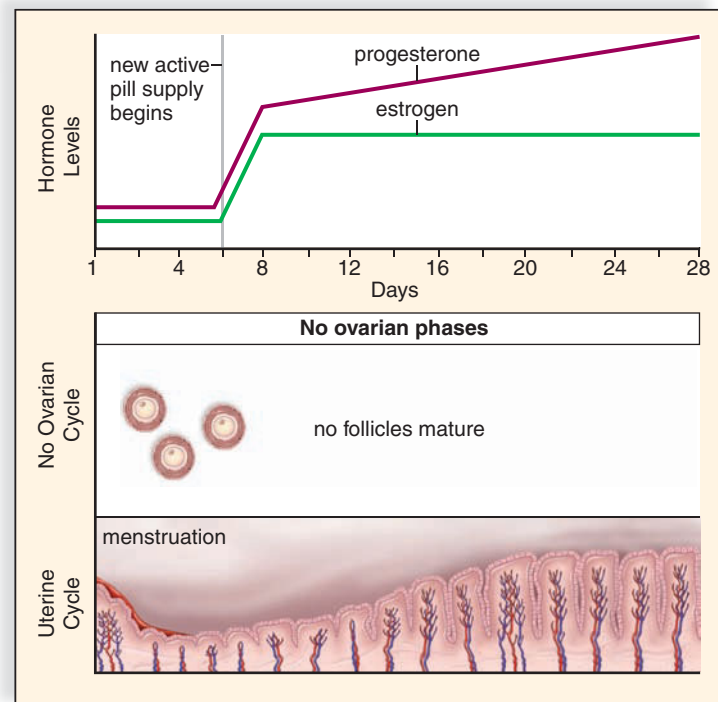 new active
pill supply
begins
progesterone
estrogen
Hormone
Levels
1 4 8 12 16 20 24 28
Days
No ovarian phases
No Ovarian
Cycle
no follicles mature
menstruation
Uterine
Cycle